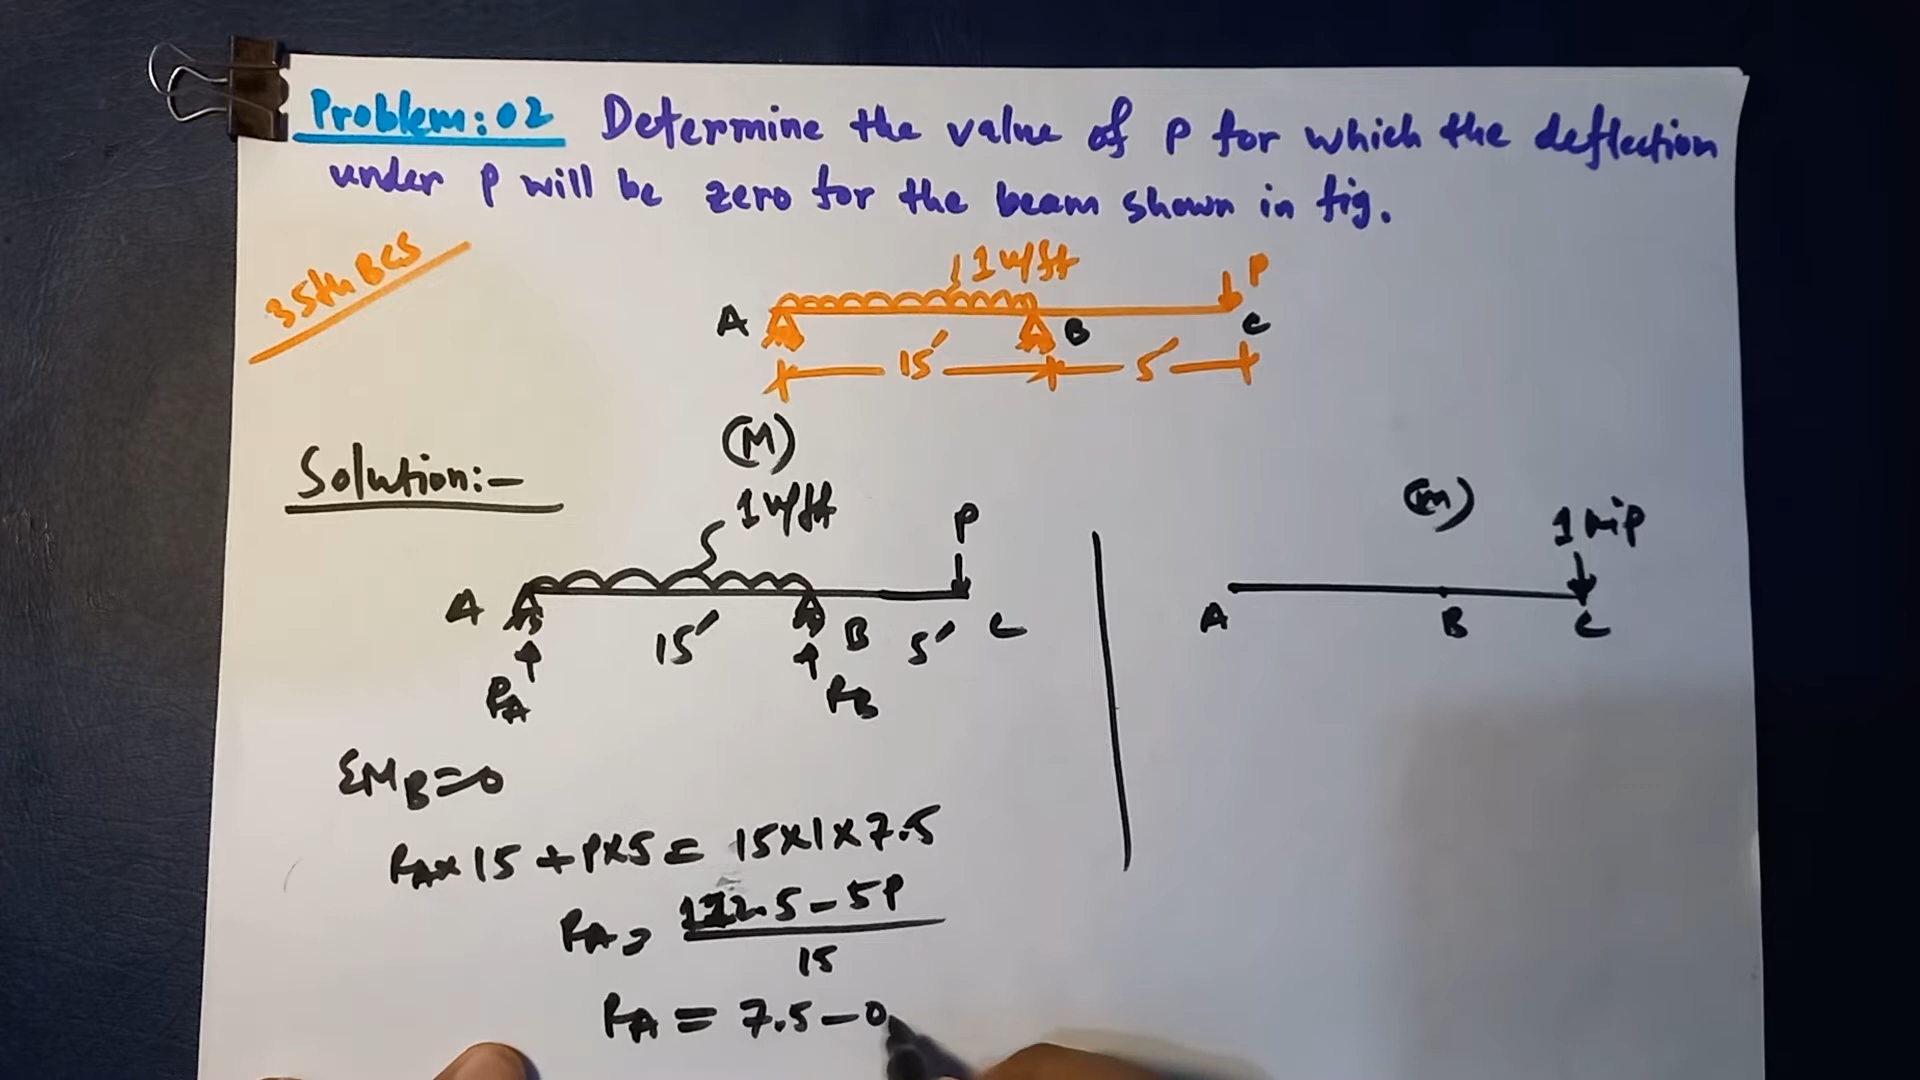 Problem: 02 Determine the value of P for which the deflection
under P will be zero for the beam shown in fig.
35th BCS
1 k/ft
P
A
B
C
15'
5'
(M)
Solution:-
1 k/ft
P
A
15'
B
5'
C
RA
RB
(m)
1 kip
A
B
C
ΣMB=0
RA×15 + P×5 = 15×1×7.5
RA = 112.5 - 5P
15
RA = 7.5 - 0